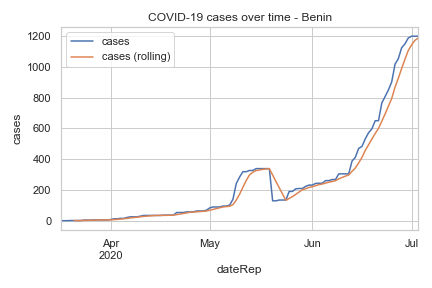 COVID-19 cases over time - Benin
cases
cases (rolling)
1200
1000
800
600
400
200
0
cases
Apr
2020
May
Jun
Jul
dateRep